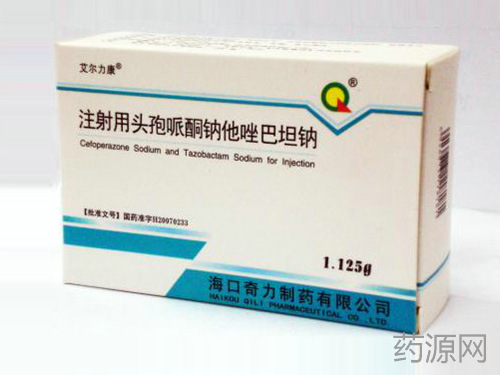 艾尔力康®
®
注射用头孢哌酮钠他唑巴坦钠
Cefoperazone Sodium and Tazobactam Sodium for Injection
【批准文号】国药准字H20070233
1.125g
海口奇力制药有限公司
HAIKOU QILI PHARMACEUTICAL CO.,LTD.
药源网